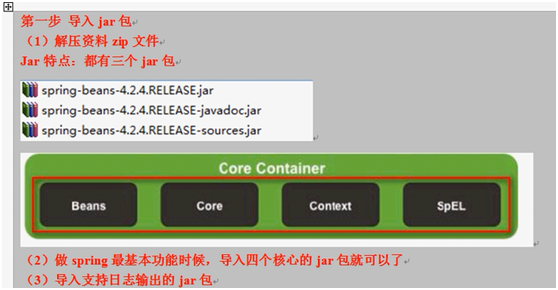 第一步 导入 jar 包
（1）解压资料 zip 文件
Jar 特点：都有三个 jar 包
spring-beans-4.2.4.RELEASE.jar
spring-beans-4.2.4.RELEASE-javadoc.jar
spring-beans-4.2.4.RELEASE-sources.jar
Core Container
Beans Core Context SpEL
（2）做 spring 最基本功能时候，导入四个核心的 jar 包就可以了
（3）导入支持日志输出的 jar 包